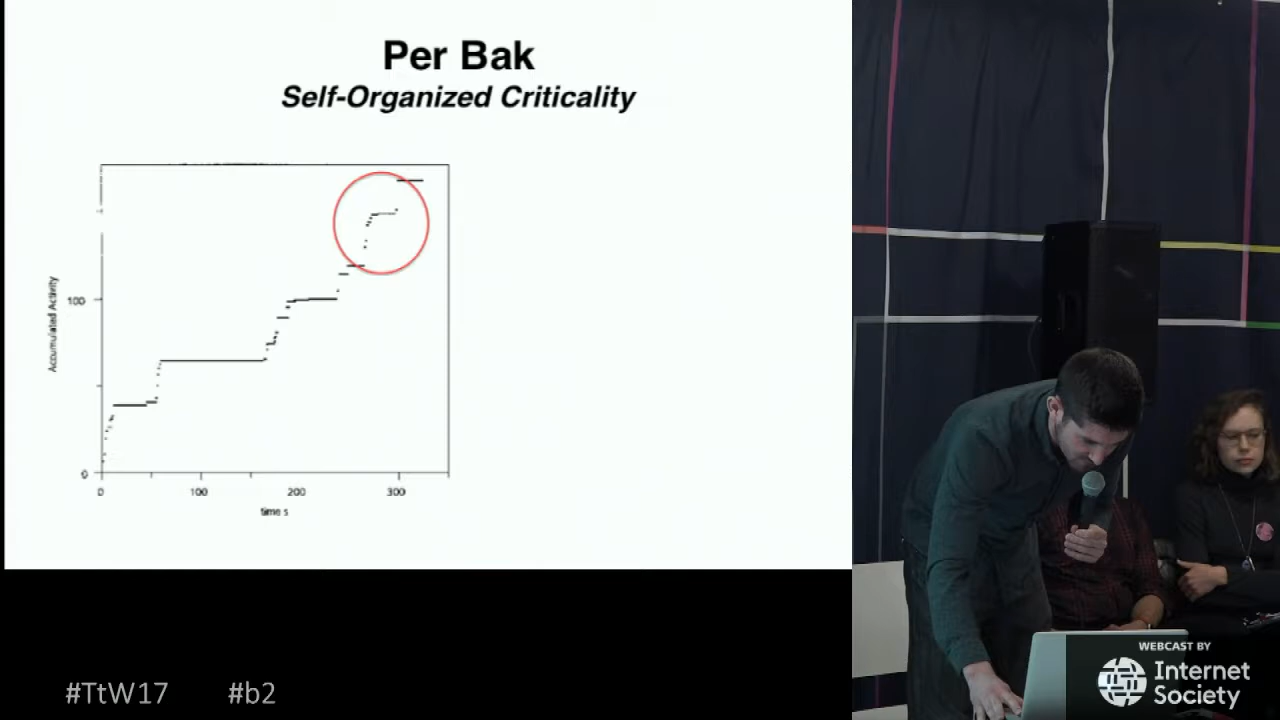 Per Bak
Self-Organized Criticality
Accumulated Activity
100
0
0
100
200
300
time s
#TtW17 #b2
WEBCAST BY
Internet
Society